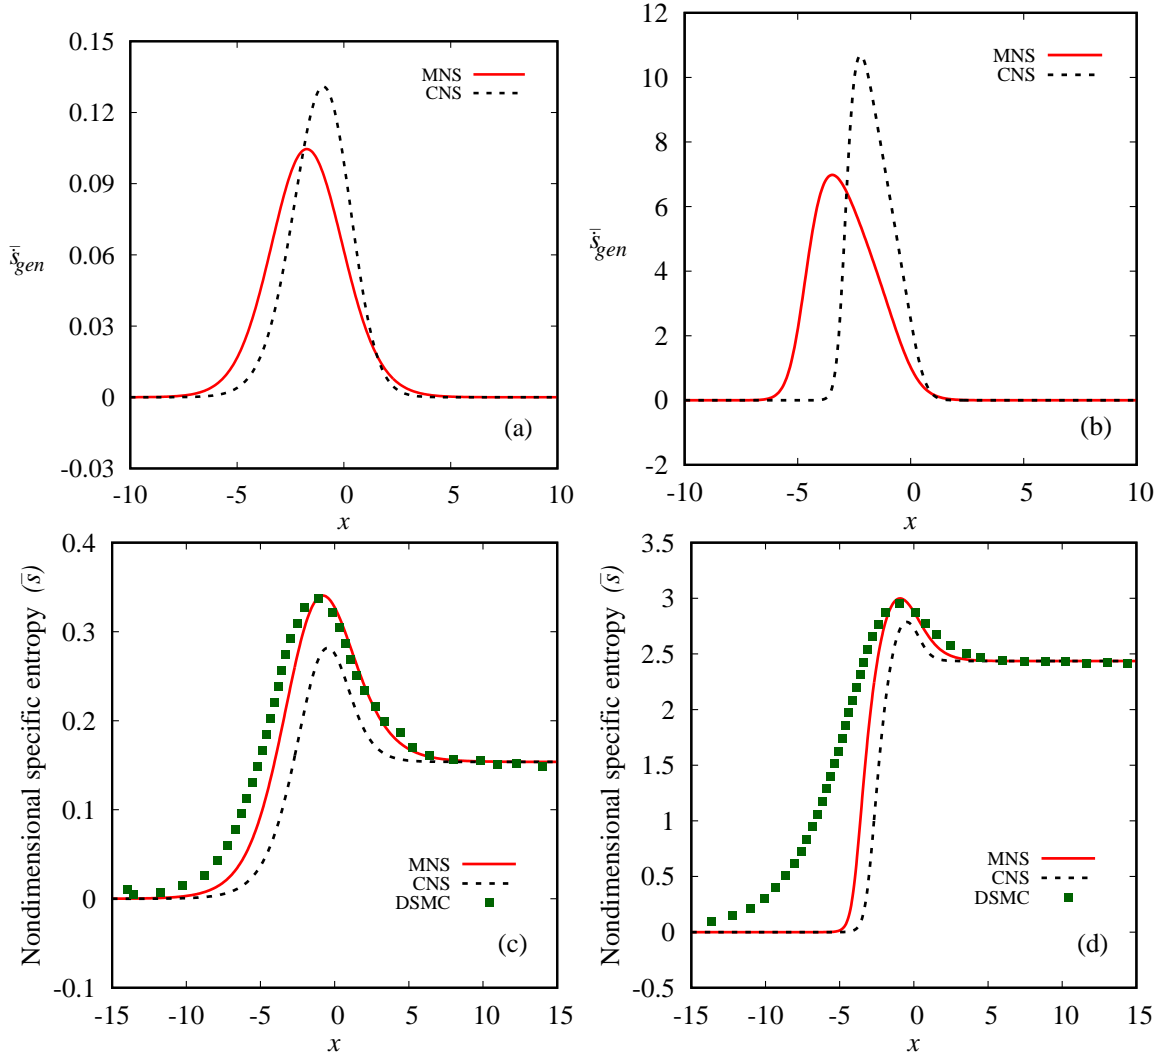 0.15
0.12
0.09
0.06
0.03
0
-0.03
-10
-5
0
5
10
MNS
CNS
(a)
s̄̇gen
x
12
10
8
6
4
2
0
-2
-10
-5
0
5
10
MNS
CNS
(b)
s̄̇gen
x
0.4
0.3
0.2
0.1
0
-0.1
-15
-10
-5
0
5
10
15
MNS
CNS
DSMC
(c)
Nondimensional specific entropy (s̄)
x
3.5
3
2.5
2
1.5
1
0.5
0
-0.5
-15
-10
-5
0
5
10
15
MNS
CNS
DSMC
(d)
Nondimensional specific entropy (s̄)
x